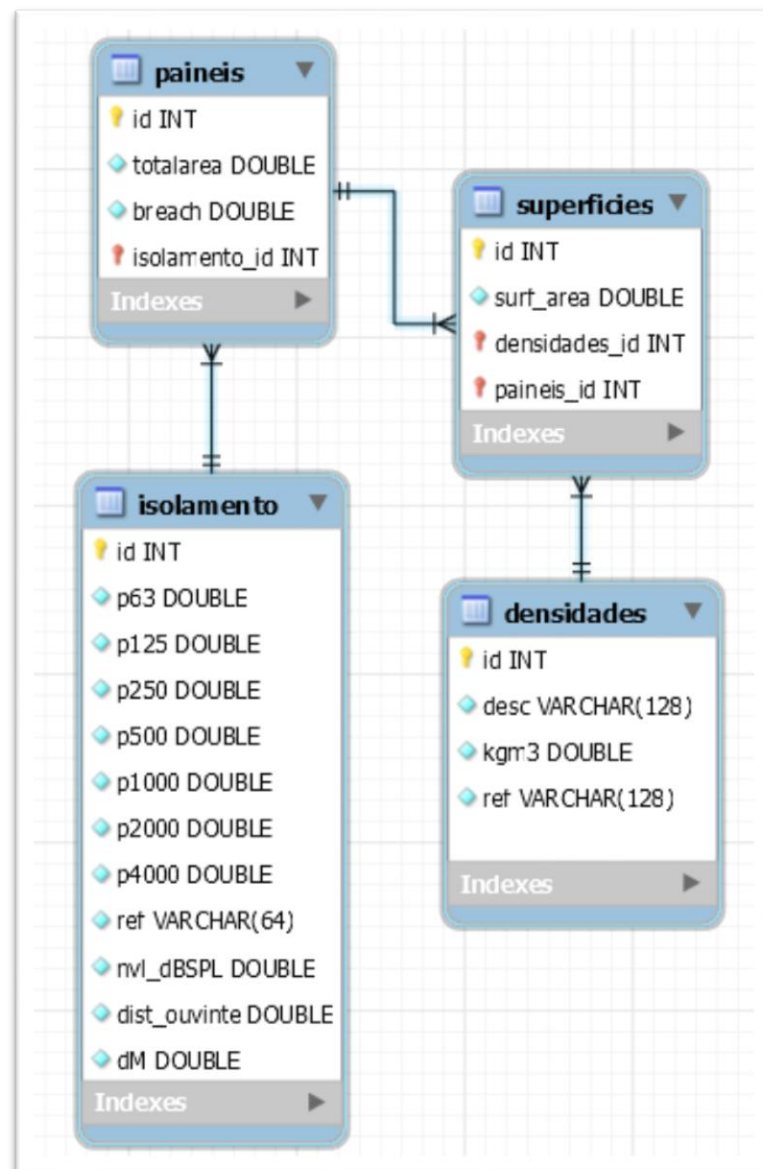 paineis
id INT
totalarea DOUBLE
breach DOUBLE
isolamento_id INT
Indexes
superficies
id INT
surf_area DOUBLE
densidades_id INT
paineis_id INT
Indexes
isolamento
id INT
p63 DOUBLE
p125 DOUBLE
p250 DOUBLE
p500 DOUBLE
p1000 DOUBLE
p2000 DOUBLE
p4000 DOUBLE
ref VARCHAR(64)
nvl_dBSPL DOUBLE
dist_ouvinte DOUBLE
dM DOUBLE
Indexes
densidades
id INT
desc VARCHAR(128)
kgm3 DOUBLE
ref VARCHAR(128)
Indexes